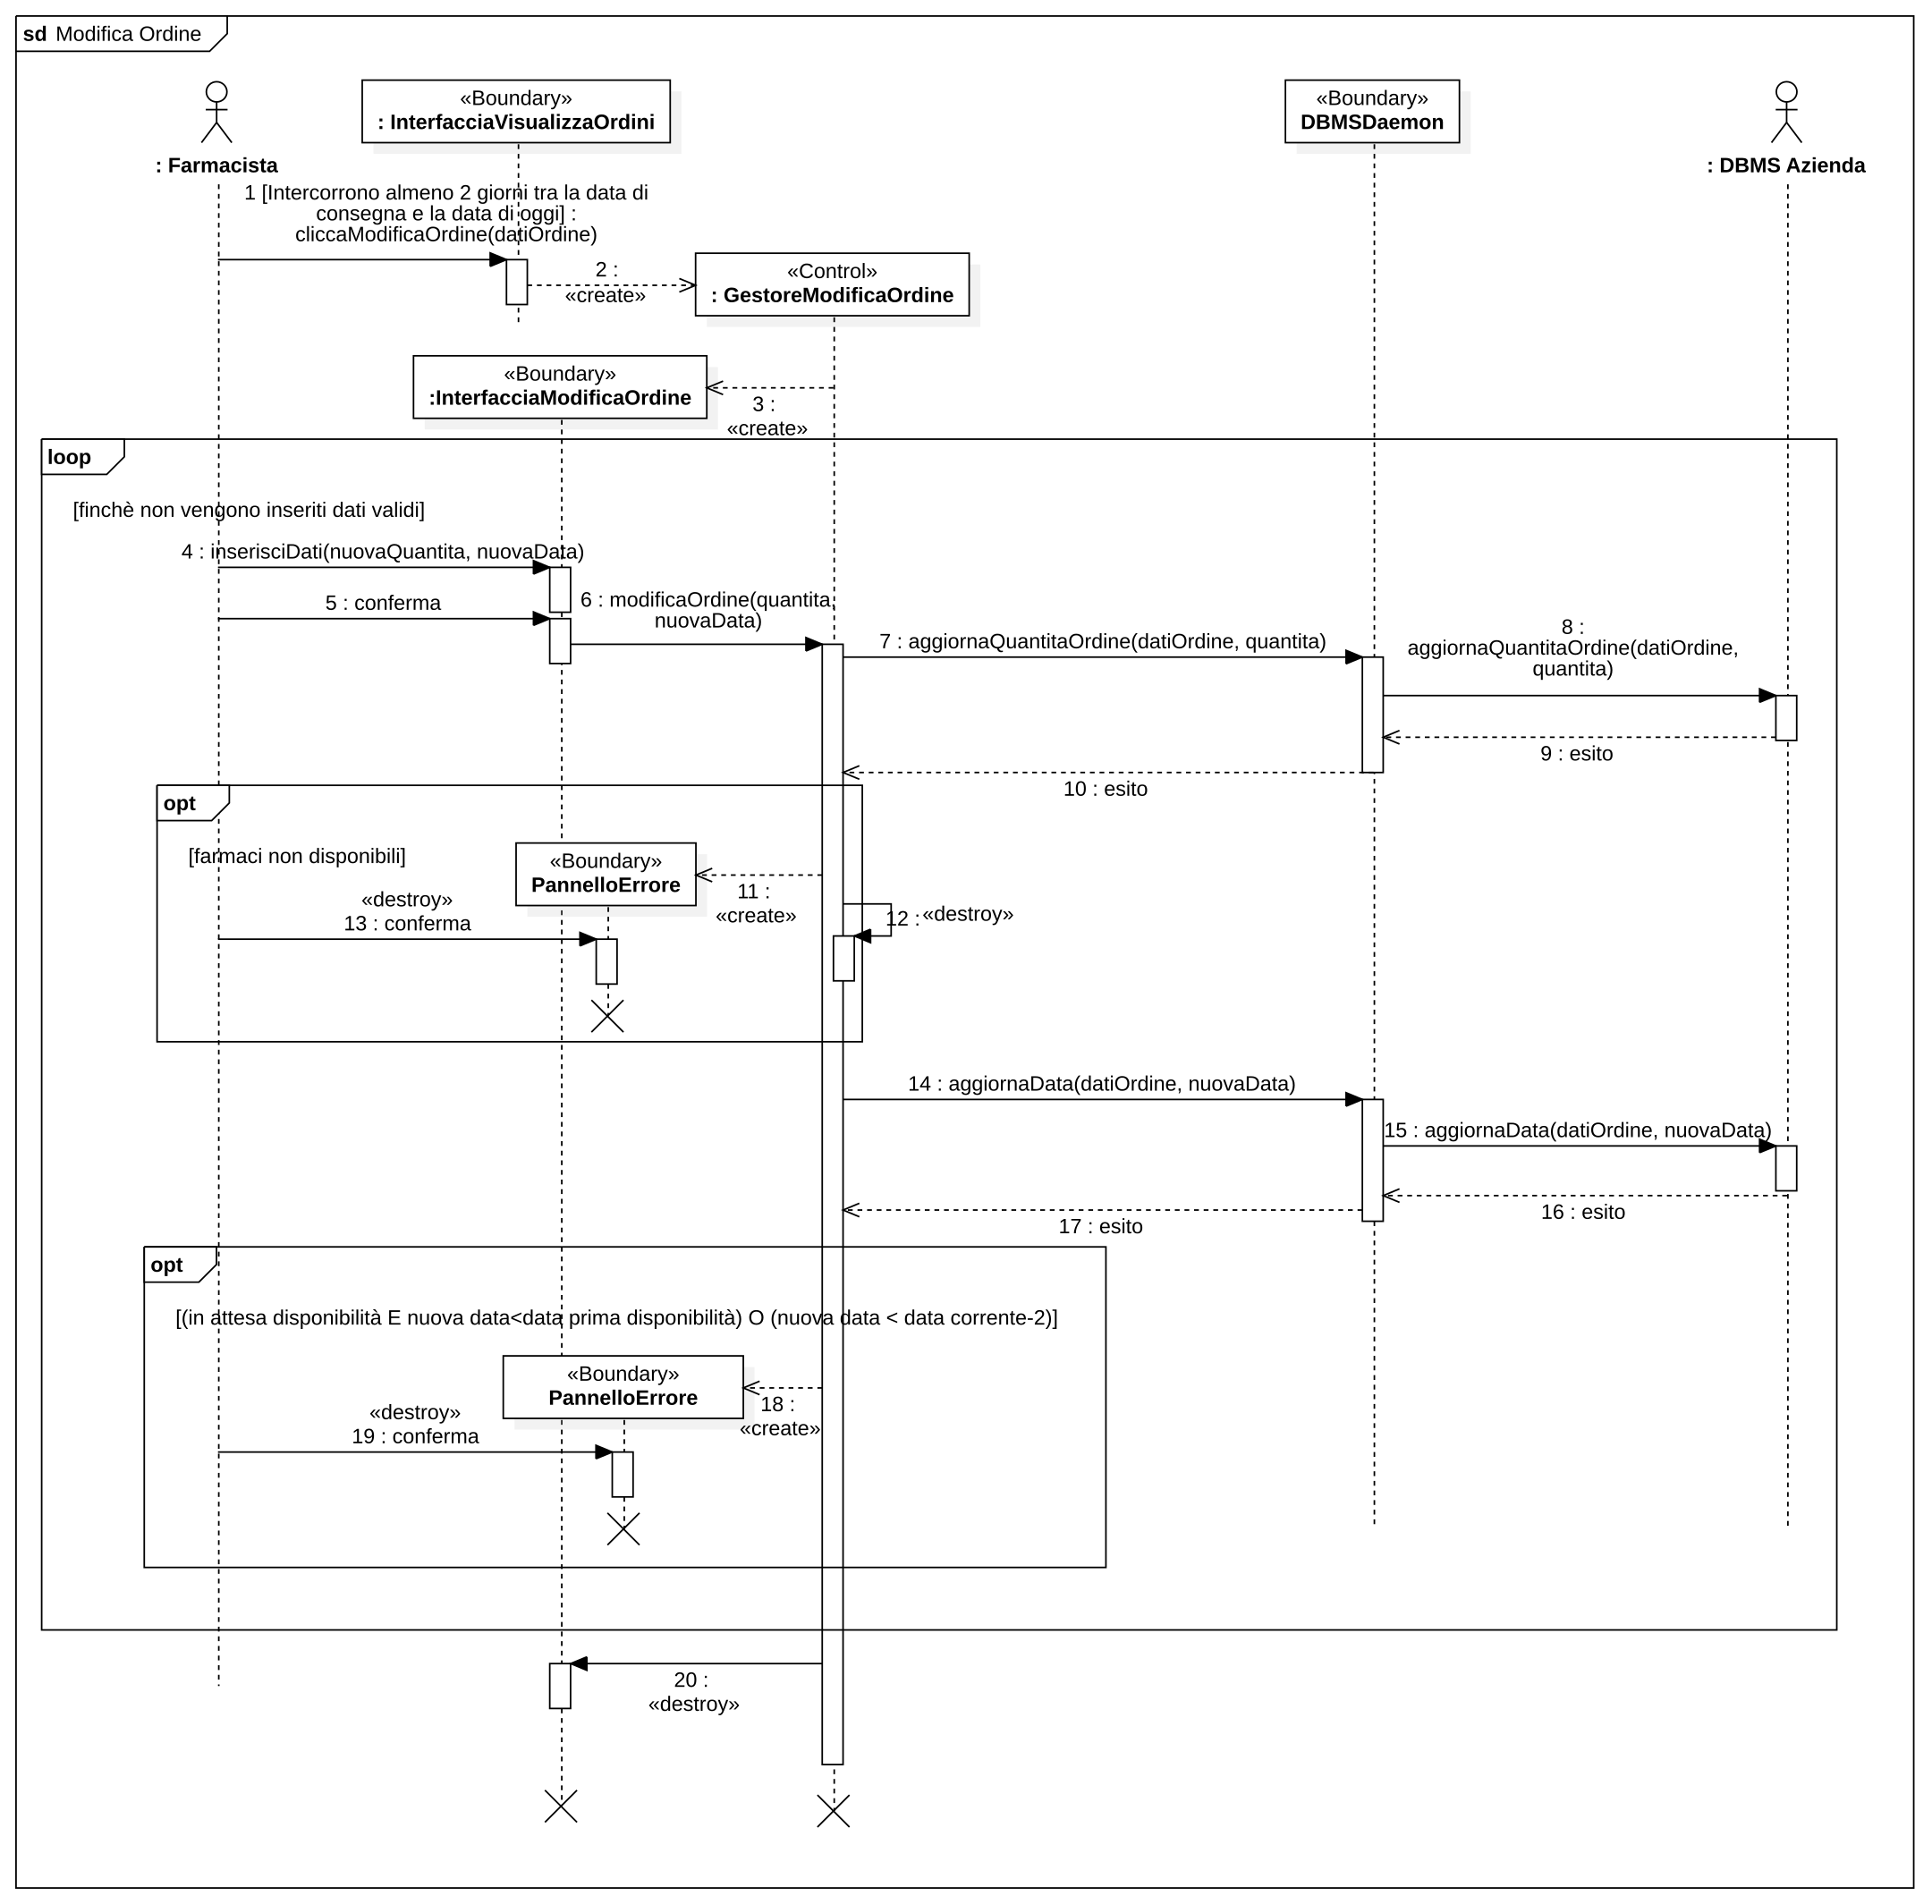 sd Modifica Ordine
«Boundary»
: InterfacciaVisualizzaOrdini
«Boundary»
DBMSDaemon
: Farmacista
: DBMS Azienda
1 [Intercorrono almeno 2 giorni tra la data di
consegna e la data di oggi] :
cliccaModificaOrdine(datiOrdine)
2 :
«create»
«Control»
: GestoreModificaOrdine
«Boundary»
:InterfacciaModificaOrdine
3 :
«create»
loop
[finchè non vengono inseriti dati validi]
4 : inserisciDati(nuovaQuantita, nuovaData)
5 : conferma
6 : modificaOrdine(quantita,
nuovaData)
7 : aggiornaQuantitaOrdine(datiOrdine, quantita)
8 :
aggiornaQuantitaOrdine(datiOrdine,
quantita)
9 : esito
10 : esito
opt
[farmaci non disponibili]
«Boundary»
PannelloErrore
11 :
«create»
12 : «destroy»
«destroy»
13 : conferma
14 : aggiornaData(datiOrdine, nuovaData)
15 : aggiornaData(datiOrdine, nuovaData)
16 : esito
17 : esito
opt
[(in attesa disponibilità E nuova data<data prima disponibilità) O (nuova data < data corrente-2)]
«Boundary»
PannelloErrore
18 :
«create»
«destroy»
19 : conferma
20 :
«destroy»